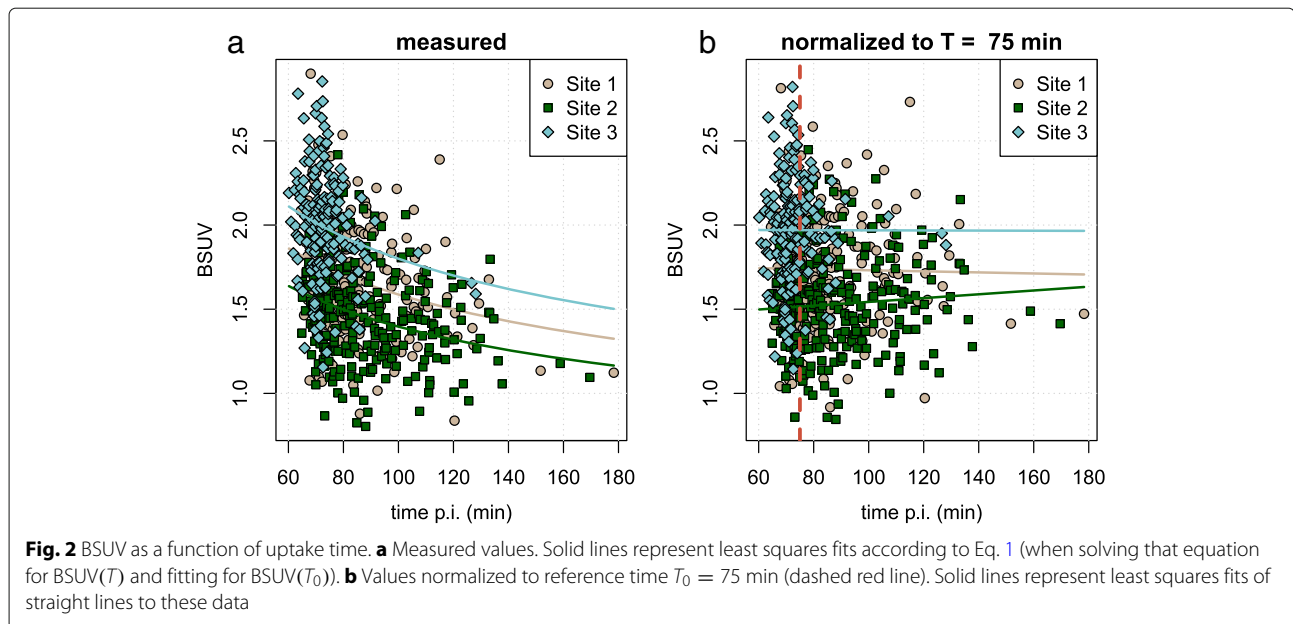 a
measured
BSUV
2.5
2.0
1.5
1.0
Site 1
Site 2
Site 3
60 80 100 120 140 160 180
time p.i. (min)
b
normalized to T = 75 min
BSUV
2.5
2.0
1.5
1.0
Site 1
Site 2
Site 3
60 80 100 120 140 160 180
time p.i. (min)
Fig. 2 BSUV as a function of uptake time. a Measured values. Solid lines represent least squares fits according to Eq. 1 (when solving that equation
for BSUV(T) and fitting for BSUV(T₀)). b Values normalized to reference time T₀ = 75 min (dashed red line). Solid lines represent least squares fits of
straight lines to these data